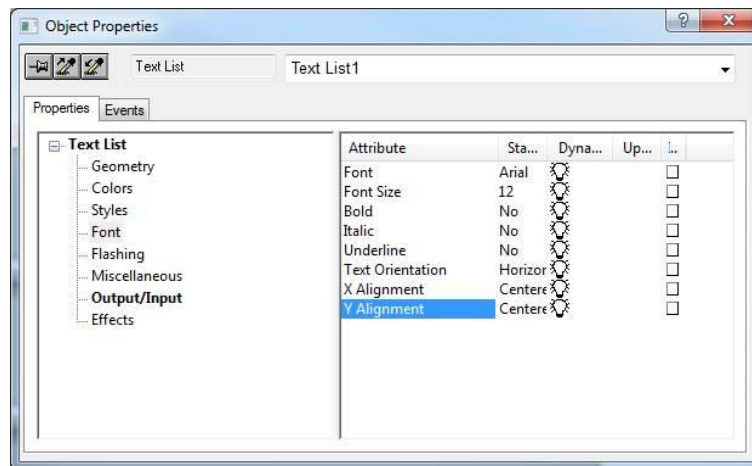 Object Properties
Text List Text List1
Properties Events
Text List
Geometry
Colors
Styles
Font
Flashing
Miscellaneous
Output/Input
Effects
Attribute Sta... Dyna... Up... I...
Font Arial
Font Size 12
Bold No
Italic No
Underline No
Text Orientation Horizor
X Alignment Centere
Y Alignment Centere